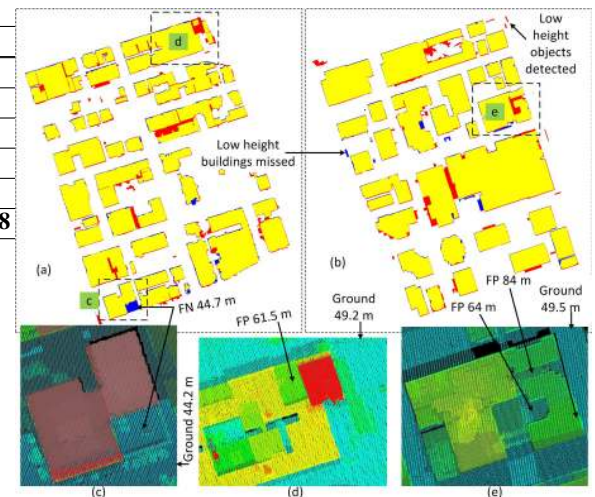 d
Low
height
objects
detected
e
Low height
buildings missed
8
(a)
(b)
c
FN 44.7 m
FP 61.5 m
Ground
49.2 m
FP 84 m
FP 64 m
Ground
49.5 m
Ground 44.2 m
(c)
(d)
(e)